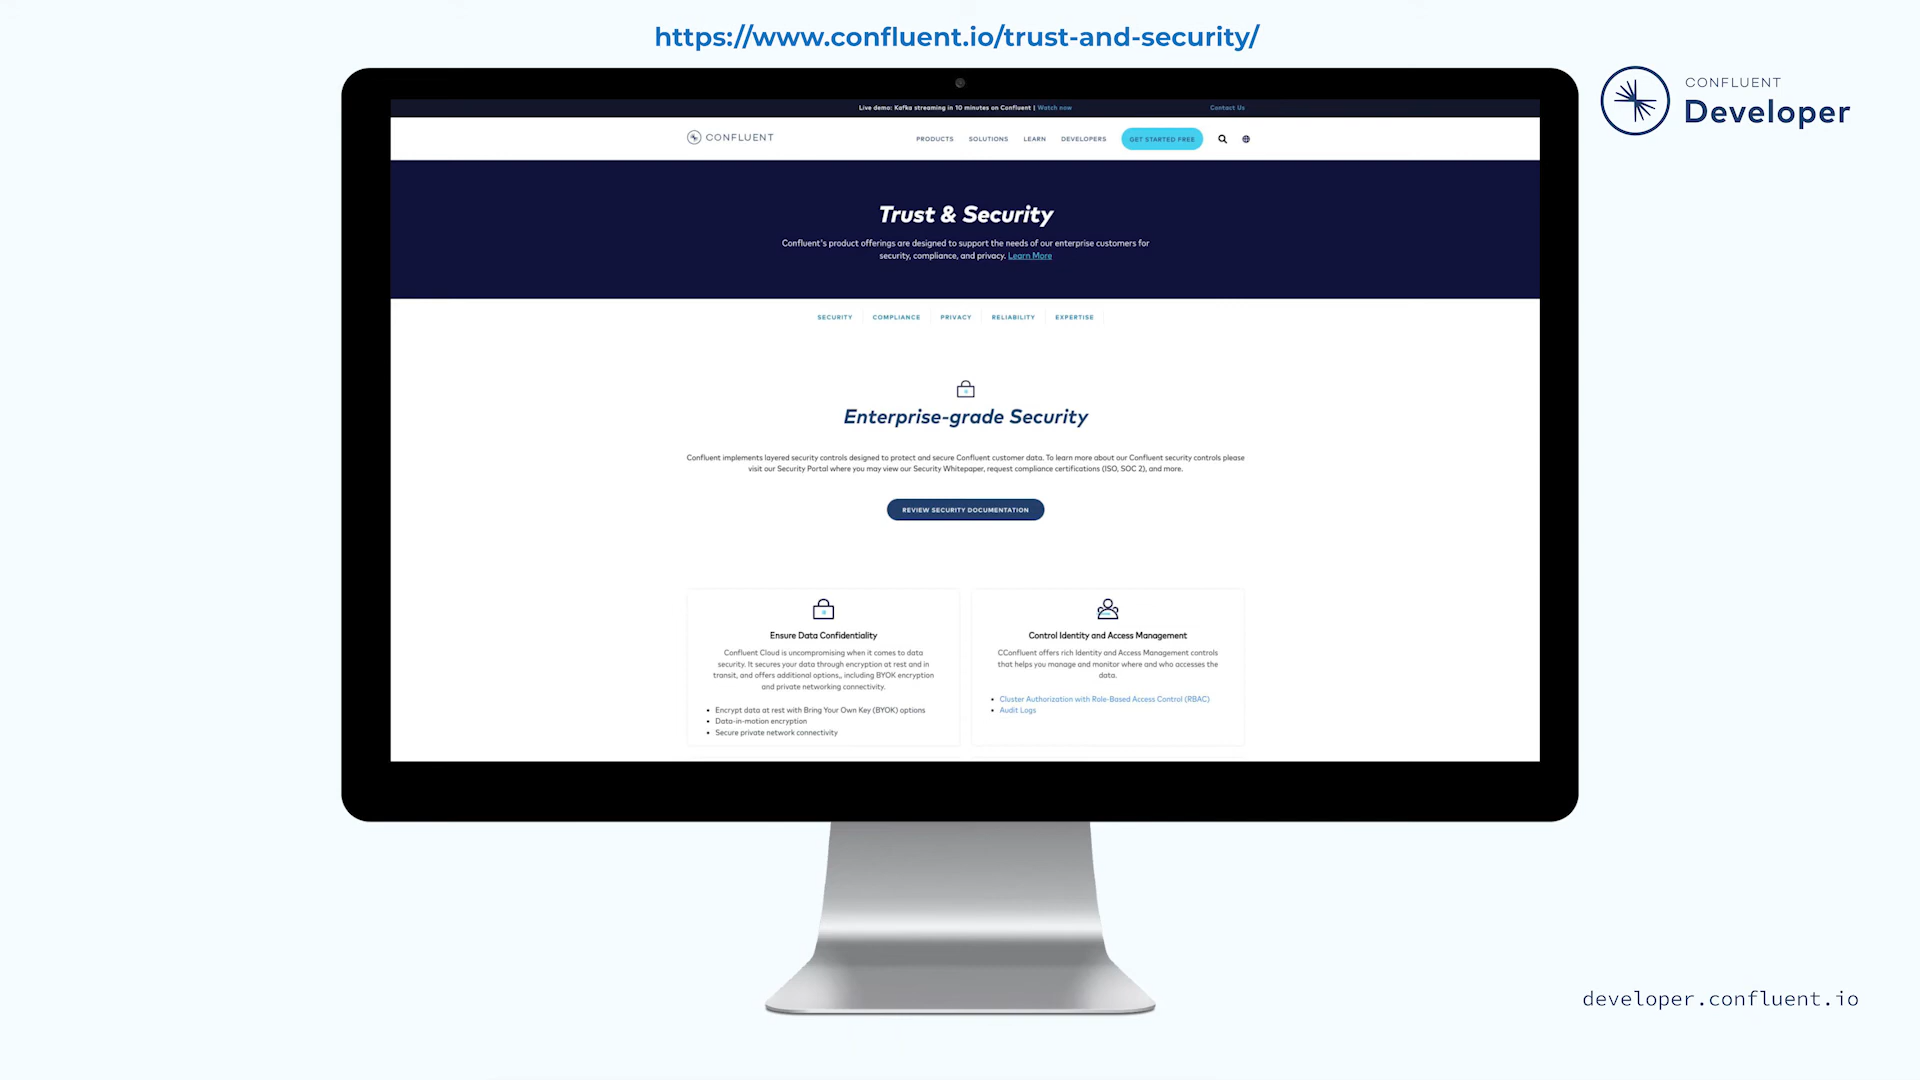 https://www.confluent.io/trust-and-security/
CONFLUENT
Developer
Live demo: Kafka streaming in 10 minutes on Confluent | Watch now
Contact Us
CONFLUENT
PRODUCTS
SOLUTIONS
LEARN
DEVELOPERS
GET STARTED FREE
Trust & Security
Confluent's product offerings are designed to support the needs of our enterprise customers for
security, compliance, and privacy. Learn More
SECURITY
COMPLIANCE
PRIVACY
RELIABILITY
EXPERTISE
Enterprise-grade Security
Confluent implements layered security controls designed to protect and secure Confluent customer data. To learn more about our Confluent security controls please
visit our Security Portal where you may view our Security Whitepaper, request compliance certifications (ISO, SOC 2), and more.
REVIEW SECURITY DOCUMENTATION
Ensure Data Confidentiality
Confluent Cloud is uncompromising when it comes to data
security. It secures your data through encryption at rest and in
transit, and offers additional options,, including BYOK encryption
and private networking connectivity.
• Encrypt data at rest with Bring Your Own Key (BYOK) options
• Data-in-motion encryption
• Secure private network connectivity
Control Identity and Access Management
CConfluent offers rich Identity and Access Management controls
that helps you manage and monitor where and who accesses the
data.
• Cluster Authorization with Role-Based Access Control (RBAC)
• Audit Logs
developer.confluent.io